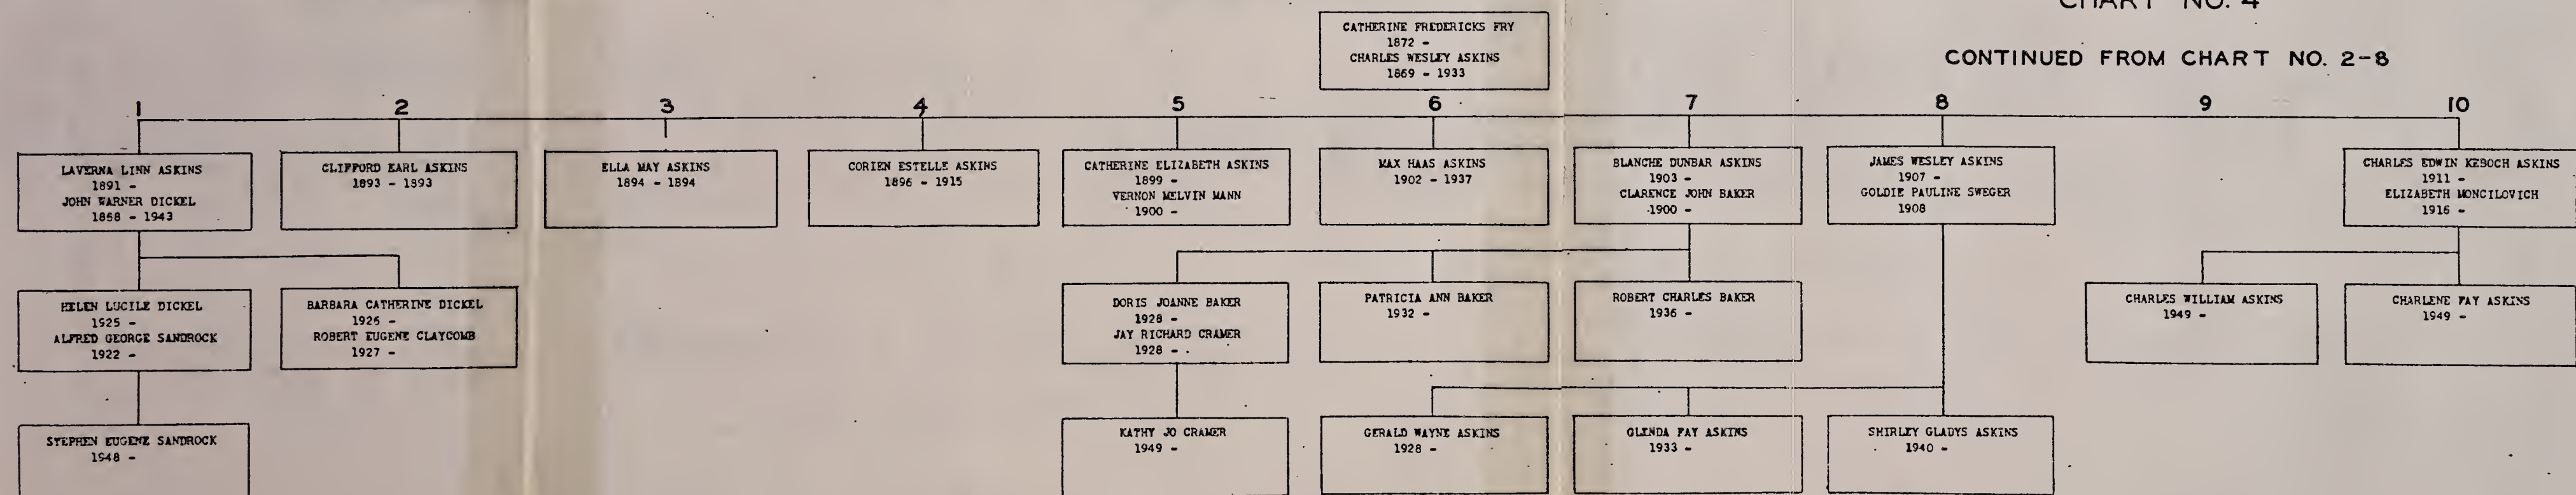 CHART NO. 4
CONTINUED FROM CHART NO. 2-8
CATHERINE FREDERICKS FRY
1872 -
CHARLES WESLEY ASKINS
1869 - 1933
1
2
3
4
5
6
7
8
9
10
LAVERNA LINN ASKINS
1891 -
JOHN WARNER DICKEL
1868 - 1943
CLIFFORD EARL ASKINS
1893 - 1893
ELLA MAY ASKINS
1894 - 1894
CORIEN ESTELLE ASKINS
1896 - 1915
CATHERINE ELIZABETH ASKINS
1899 -
VERNON MELVIN MANN
1900 -
MAX HAAS ASKINS
1902 - 1937
BLANCHE DUNBAR ASKINS
1903 -
CLARENCE JOHN BAKER
1900 -
JAMES WESLEY ASKINS
1907 -
GOLDIE PAULINE SWEGER
1908
CHARLES EDWIN KEBOCH ASKINS
1911 -
ELIZABETH MONCILOVICH
1916 -
HELEN LUCILE DICKEL
1925 -
ALFRED GEORGE SANDROCK
1922 -
BARBARA CATHERINE DICKEL
1926 -
ROBERT EUGENE CLAYCOMB
1927 -
DORIS JOANNE BAKER
1928 -
JAY RICHARD CRAMER
1928 -
PATRICIA ANN BAKER
1932 -
ROBERT CHARLES BAKER
1936 -
CHARLES WILLIAM ASKINS
1949 -
CHARLENE FAY ASKINS
1949 -
STEPHEN EUGENE SANDROCK
1948 -
KATHY JO CRAMER
1949 -
GERALD WAYNE ASKINS
1928 -
GLENDA FAY ASKINS
1933 -
SHIRLEY GLADYS ASKINS
1940 -